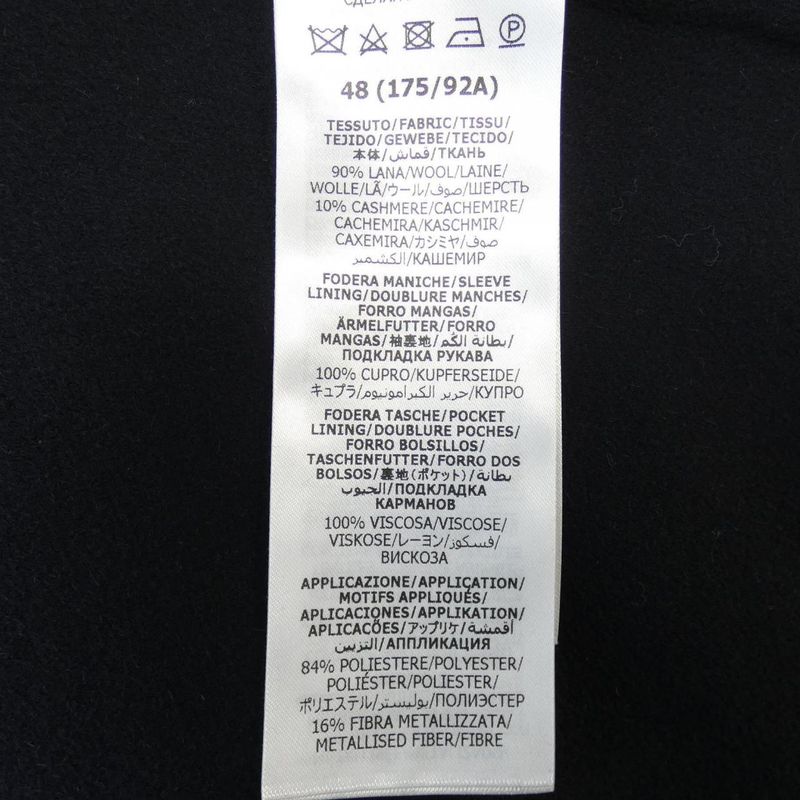 СДЕЛАНО
P
48 (175/92A)
TESSUTO/FABRIC/TISSU/
TEJIDO/GEWEBE/TECIDO/
本体/قماش/ТКАНЬ
90% LANA/WOOL/LAINE/
WOLLE/LÃ/ウール/صوف/ШЕРСТЬ
10% CASHMERE/CACHEMIRE/
CACHEMIRA/KASCHMIR/
CAXEMIRA/カシミヤ/صوف
الكشمير/КАШЕМИР
FODERA MANICHE/SLEEVE
LINING/DOUBLURE MANCHES/
FORRO MANGAS/
ÄRMELFUTTER/FORRO
MANGAS/袖裏地/بطانة الكُم/
ПОДКЛАДКА РУКАВА
100% CUPRO/KUPFERSEIDE/
キュプラ/حرير الكبرامونيوم/КУПРО
FODERA TASCHE/POCKET
LINING/DOUBLURE POCHES/
FORRO BOLSILLOS/
TASCHENFUTTER/FORRO DOS
BOLSOS/裏地(ポケット)/بطانة
الجيوب/ПОДКЛАДКА
КАРМАНОВ
100% VISCOSA/VISCOSE/
VISKOSE/レーヨン/فسكوز/
ВИСКОЗА
APPLICAZIONE/APPLICATION/
MOTIFS APPLIQUÉS/
APLICACIONES/APPLIKATION/
APLICAÇÕES/アップリケ/أقمشة
التزيين/АППЛИКАЦИЯ
84% POLIESTERE/POLYESTER/
POLIÉSTER/POLIESTER/
ポリエステル/بوليستر/ПОЛИЭСТЕР
16% FIBRA METALLIZZATA/
METALLISED FIBER/FIBRE